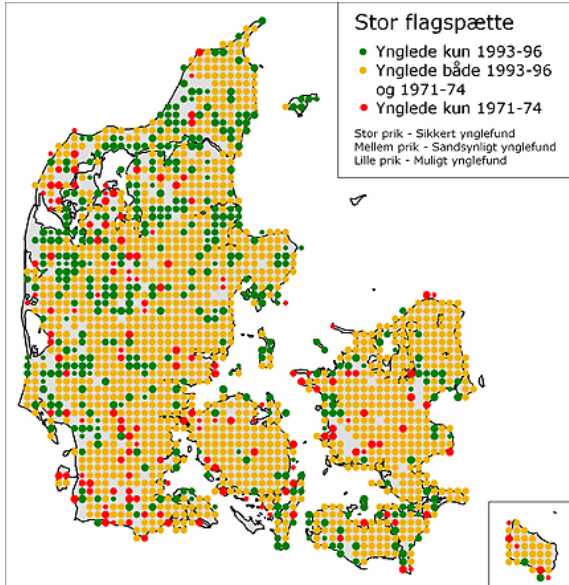 Stor flagspætte
Ynglede kun 1993-96
Ynglede både 1993-96
og 1971-74
Ynglede kun 1971-74
Stor prik - Sikkert ynglefund
Mellem prik - Sandsynligt ynglefund
Lille prik - Muligt ynglefund